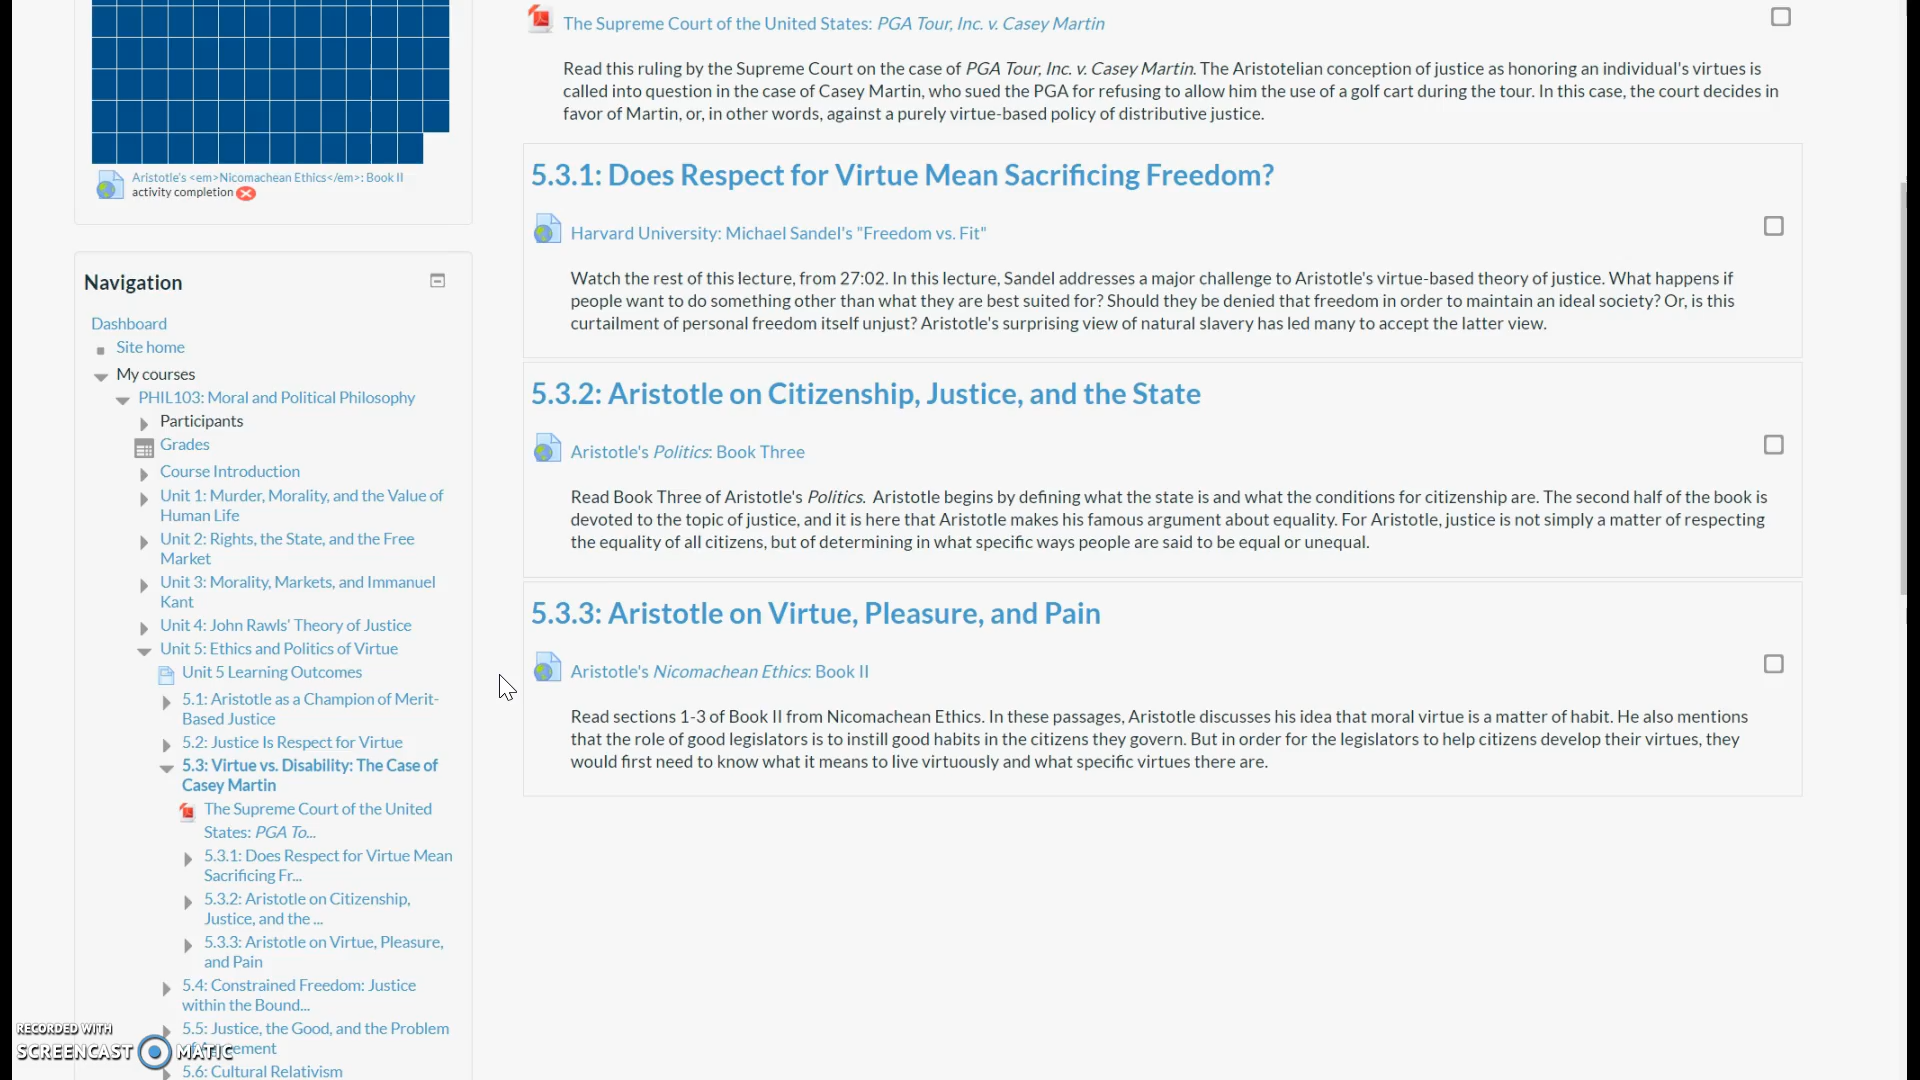 The Supreme Court of the United States: PGA Tour, Inc. v. Casey Martin
Read this ruling by the Supreme Court on the case of PGA Tour, Inc. v. Casey Martin. The Aristotelian conception of justice as honoring an individual's virtues is
called into question in the case of Casey Martin, who sued the PGA for refusing to allow him the use of a golf cart during the tour. In this case, the court decides in
favor of Martin, or, in other words, against a purely virtue-based policy of distributive justice.
5.3.1: Does Respect for Virtue Mean Sacrificing Freedom?
Harvard University: Michael Sandel's "Freedom vs. Fit"
Watch the rest of this lecture, from 27:02. In this lecture, Sandel addresses a major challenge to Aristotle's virtue-based theory of justice. What happens if
people want to do something other than what they are best suited for? Should they be denied that freedom in order to maintain an ideal society? Or, is this
curtailment of personal freedom itself unjust? Aristotle's surprising view of natural slavery has led many to accept the latter view.
5.3.2: Aristotle on Citizenship, Justice, and the State
Aristotle's Politics: Book Three
Read Book Three of Aristotle's Politics. Aristotle begins by defining what the state is and what the conditions for citizenship are. The second half of the book is
devoted to the topic of justice, and it is here that Aristotle makes his famous argument about equality. For Aristotle, justice is not simply a matter of respecting
the equality of all citizens, but of determining in what specific ways people are said to be equal or unequal.
5.3.3: Aristotle on Virtue, Pleasure, and Pain
Aristotle's Nicomachean Ethics: Book II
Read sections 1-3 of Book II from Nicomachean Ethics. In these passages, Aristotle discusses his idea that moral virtue is a matter of habit. He also mentions
that the role of good legislators is to instill good habits in the citizens they govern. But in order for the legislators to help citizens develop their virtues, they
would first need to know what it means to live virtuously and what specific virtues there are.
Aristotle's <em>Nicomachean Ethics</em>: Book II
activity completion
Navigation
Dashboard
Site home
My courses
PHIL103: Moral and Political Philosophy
Participants
Grades
Course Introduction
Unit 1: Murder, Morality, and the Value of
Human Life
Unit 2: Rights, the State, and the Free
Market
Unit 3: Morality, Markets, and Immanuel
Kant
Unit 4: John Rawls' Theory of Justice
Unit 5: Ethics and Politics of Virtue
Unit 5 Learning Outcomes
5.1: Aristotle as a Champion of Merit-
Based Justice
5.2: Justice Is Respect for Virtue
5.3: Virtue vs. Disability: The Case of
Casey Martin
The Supreme Court of the United
States: PGA To...
5.3.1: Does Respect for Virtue Mean
Sacrificing Fr...
5.3.2: Aristotle on Citizenship,
Justice, and the ...
5.3.3: Aristotle on Virtue, Pleasure,
and Pain
5.4: Constrained Freedom: Justice
within the Bound...
5.5: Justice, the Good, and the Problem
5.6: Cultural Relativism
RECORDED WITH
SCREENCAST MATIC